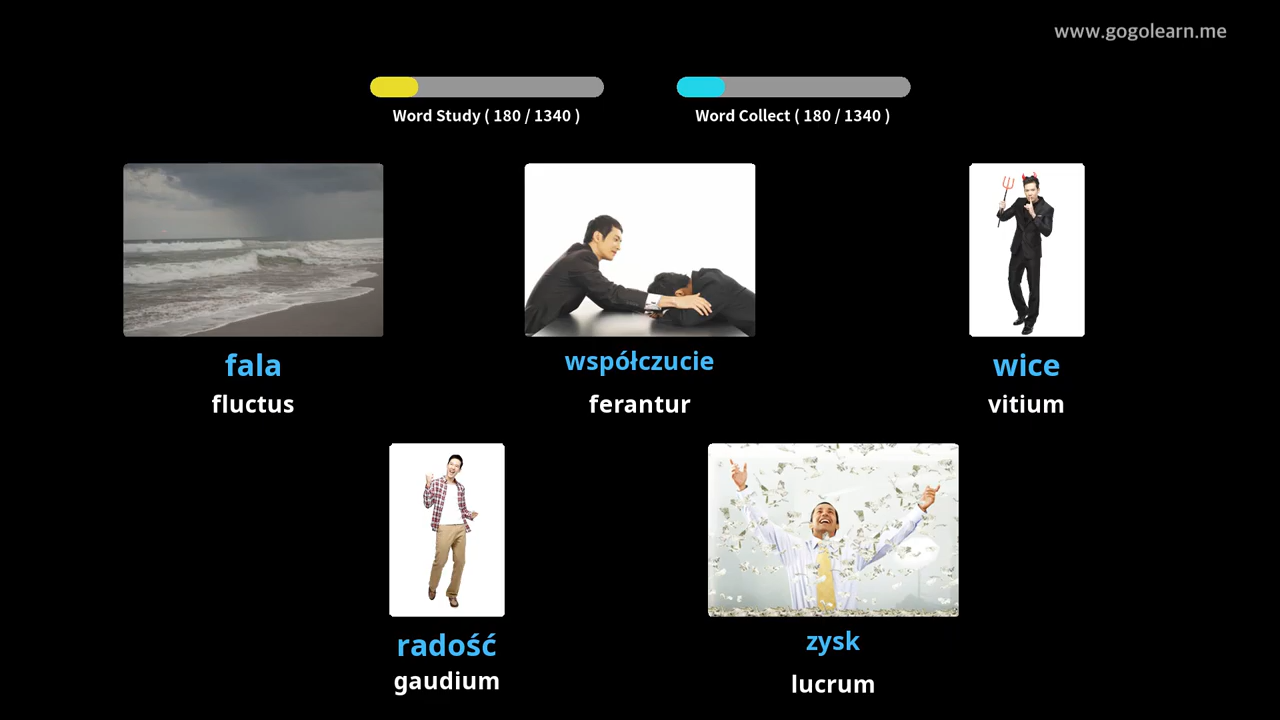 www.gogolearn.me
Word Study ( 180 / 1340 )
Word Collect ( 180 / 1340 )
fala
fluctus
współczucie
ferantur
wice
vitium
radość
gaudium
zysk
lucrum